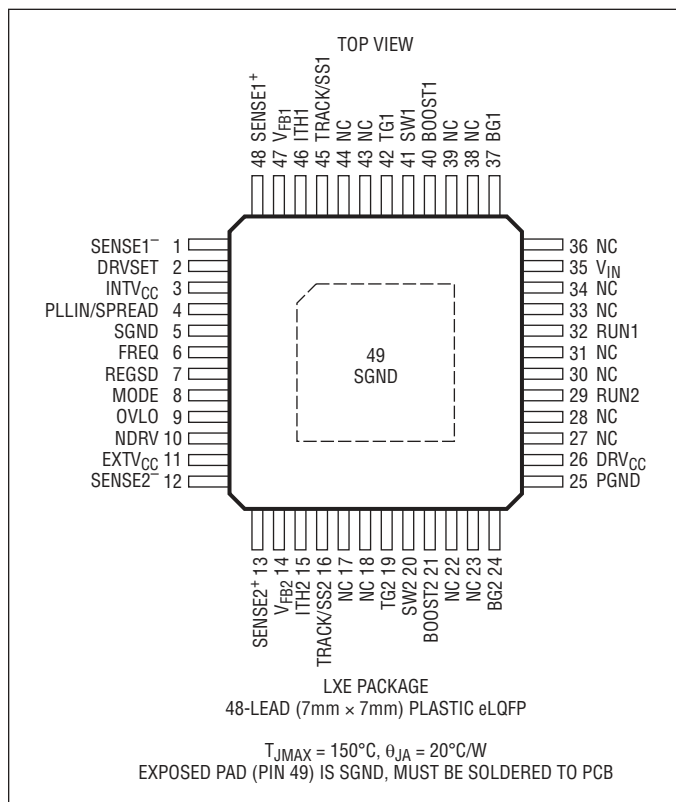 TOP VIEW
48 SENSE1+
47 VFB1
46 ITH1
45 TRACK/SS1
44 NC
43 NC
42 TG1
41 SW1
40 BOOST1
39 NC
38 NC
37 BG1
SENSE1– 1
DRVSET 2
INTVCC 3
PLLIN/SPREAD 4
SGND 5
FREQ 6
REGSD 7
MODE 8
OVLO 9
NDRV 10
EXTVCC 11
SENSE2– 12
49
SGND
36 NC
35 VIN
34 NC
33 NC
32 RUN1
31 NC
30 NC
29 RUN2
28 NC
27 NC
26 DRVCC
25 PGND
SENSE2+ 13
VFB2 14
ITH2 15
TRACK/SS2 16
NC 17
NC 18
TG2 19
SW2 20
BOOST2 21
NC 22
NC 23
BG2 24
LXE PACKAGE
48-LEAD (7mm × 7mm) PLASTIC eLQFP
TJMAX = 150°C, θJA = 20°C/W
EXPOSED PAD (PIN 49) IS SGND, MUST BE SOLDERED TO PCB